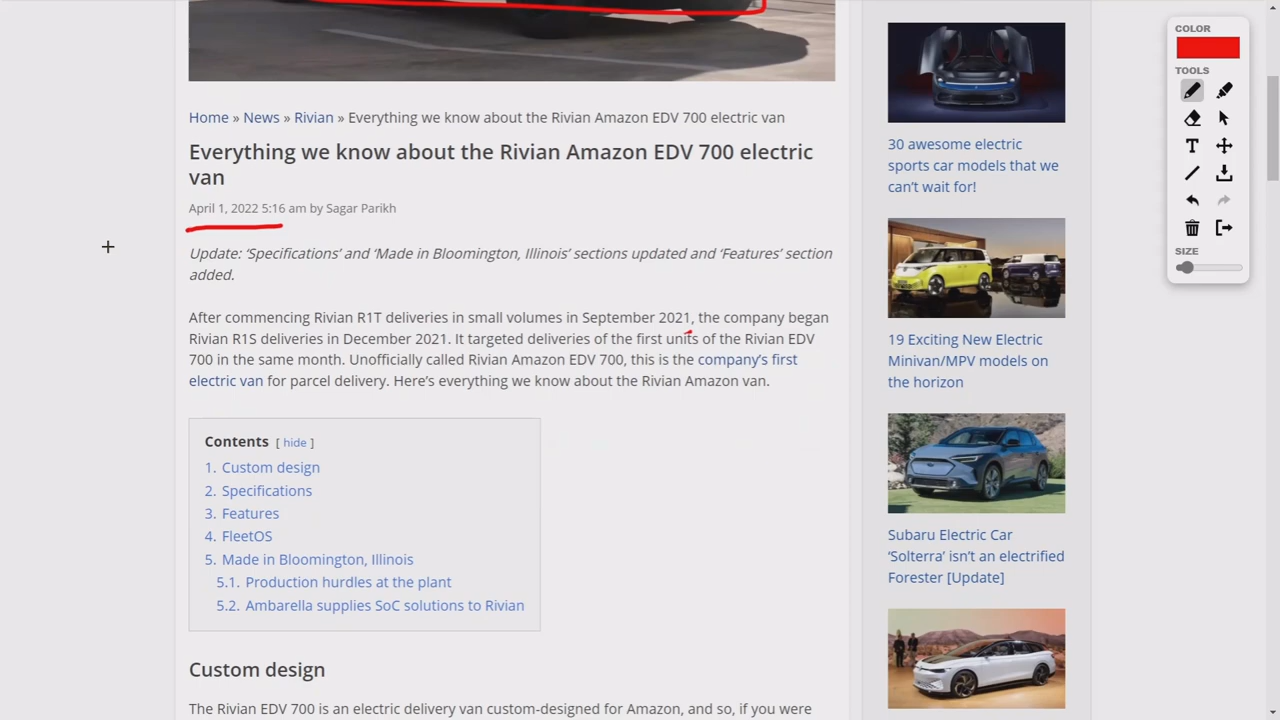 Home » News » Rivian » Everything we know about the Rivian Amazon EDV 700 electric van
Everything we know about the Rivian Amazon EDV 700 electric
van
April 1, 2022 5:16 am by Sagar Parikh
Update: ‘Specifications’ and ‘Made in Bloomington, Illinois’ sections updated and ‘Features’ section
added.
After commencing Rivian R1T deliveries in small volumes in September 2021, the company began
Rivian R1S deliveries in December 2021. It targeted deliveries of the first units of the Rivian EDV
700 in the same month. Unofficially called Rivian Amazon EDV 700, this is the company’s first
electric van for parcel delivery. Here’s everything we know about the Rivian Amazon van.
Contents [ hide ]
1. Custom design
2. Specifications
3. Features
4. FleetOS
5. Made in Bloomington, Illinois
5.1. Production hurdles at the plant
5.2. Ambarella supplies SoC solutions to Rivian
Custom design
The Rivian EDV 700 is an electric delivery van custom-designed for Amazon, and so, if you were
30 awesome electric
sports car models that we
can’t wait for!
19 Exciting New Electric
Minivan/MPV models on
the horizon
Subaru Electric Car
‘Solterra’ isn’t an electrified
Forester [Update]
COLOR
TOOLS
T
SIZE